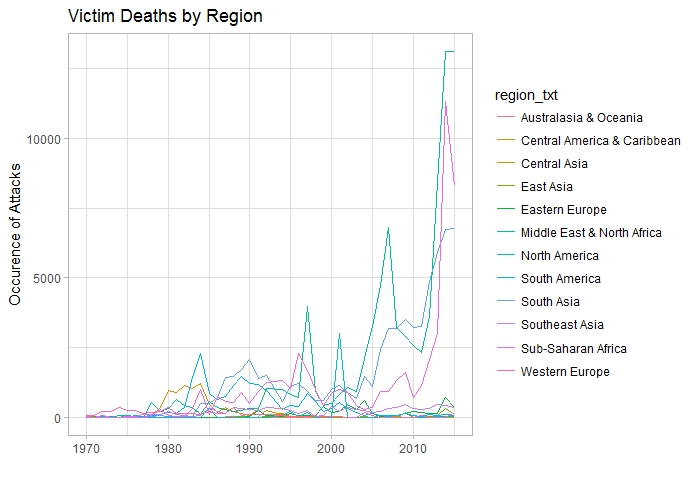 Victim Deaths by Region
Occurence of Attacks
10000
5000
0
1970
1980
1990
2000
2010
region_txt
Australasia & Oceania
Central America & Caribbean
Central Asia
East Asia
Eastern Europe
Middle East & North Africa
North America
South America
South Asia
Southeast Asia
Sub-Saharan Africa
Western Europe